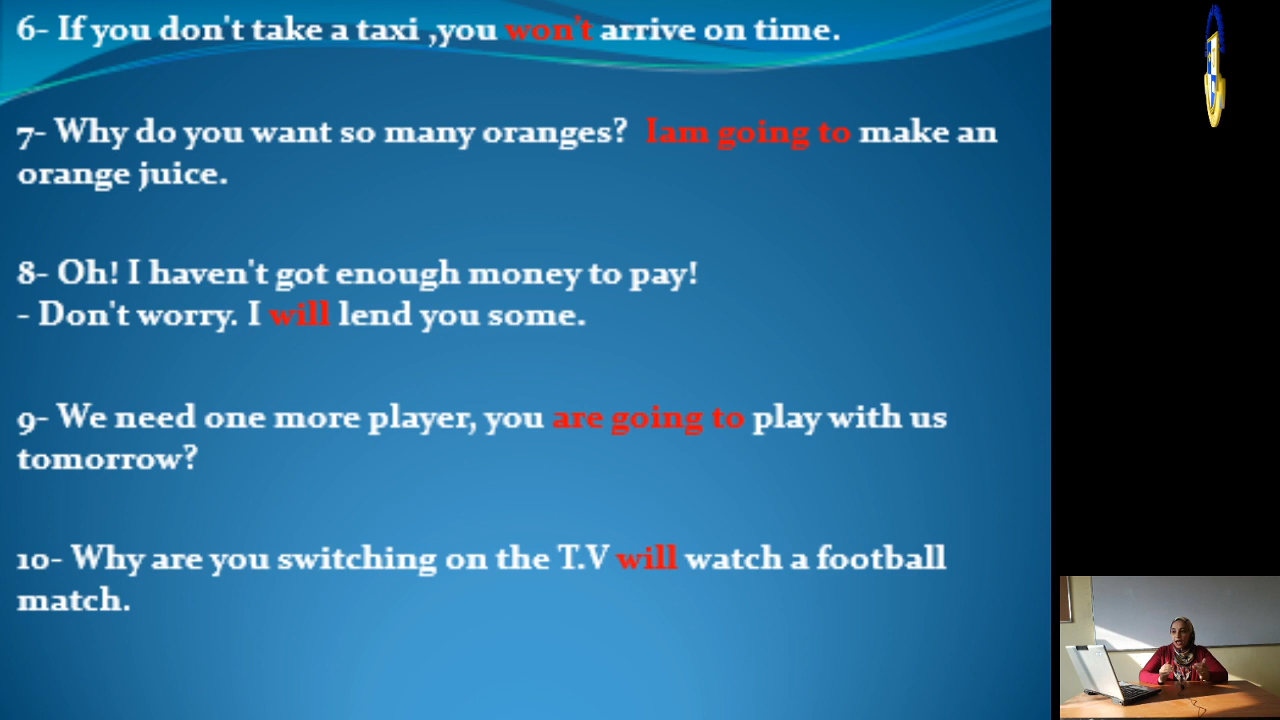 6- If you don't take a taxi ,you won't arrive on time.
7- Why do you want so many oranges?  Iam going to make an
orange juice.
8- Oh! I haven't got enough money to pay!
- Don't worry. I will lend you some.
9- We need one more player, you are going to play with us
tomorrow?
10- Why are you switching on the T.V will watch a football
match.